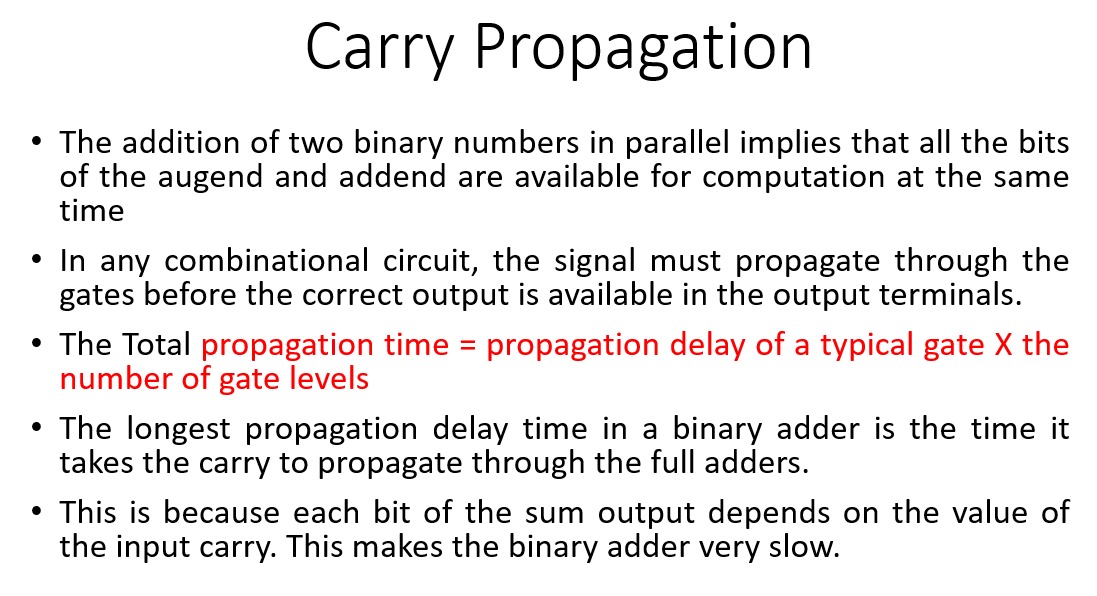 Carry Propagation
• The addition of two binary numbers in parallel implies that all the bits
of the augend and addend are available for computation at the same
time
• In any combinational circuit, the signal must propagate through the
gates before the correct output is available in the output terminals.
• The Total propagation time = propagation delay of a typical gate X the
number of gate levels
• The longest propagation delay time in a binary adder is the time it
takes the carry to propagate through the full adders.
• This is because each bit of the sum output depends on the value of
the input carry. This makes the binary adder very slow.